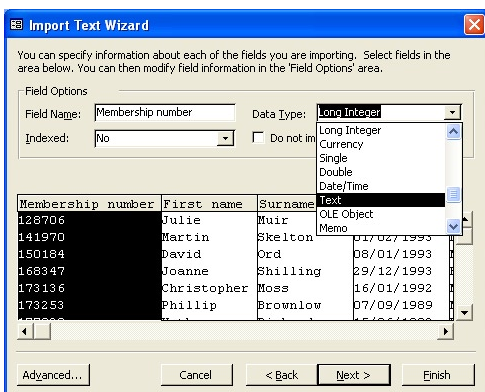 Import Text Wizard
You can specify information about each of the fields you are importing. Select fields in the
area below. You can then modify field information in the 'Field Options' area.
Field Options
Field Name: Membership number Data Type: Long Integer
Indexed: No Do not im
Long Integer
Currency
Single
Double
Date/Time
Text
OLE Object
Memo
Membership number First name Surname
128706 Julie Muir
141970 Martin Skelton 01/02/1993
150184 David Ord 08/01/1993
168347 Joanne Shilling 29/12/1993
173136 Christopher Moss 16/01/1992
173253 Phillip Brownlow 07/09/1989
Advanced... Cancel < Back Next > Finish